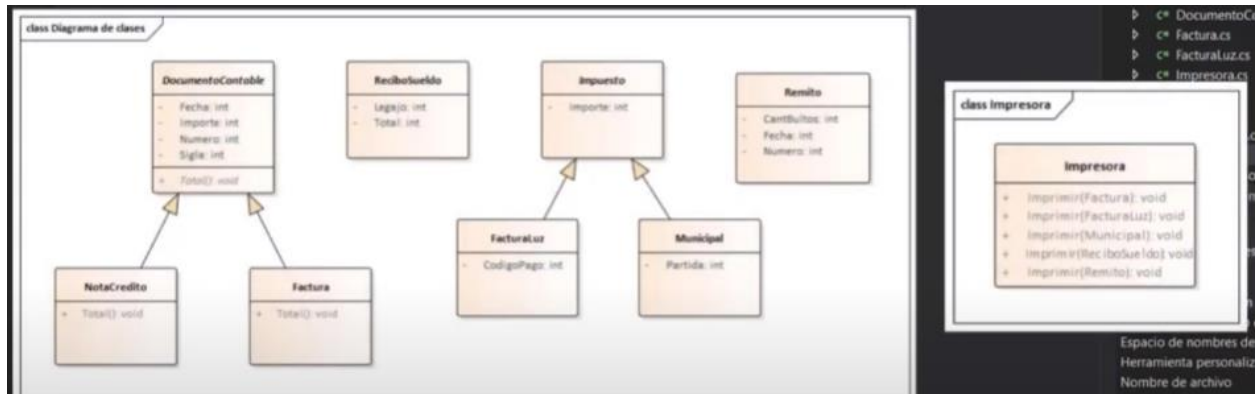 class Diagrama de clases
DocumentoContable
- Fecha: int
- Importe: int
- Numero: int
- Sigla: int
+ Total(): void
NotaCredito
+ Total(): void
Factura
+ Total(): void
ReciboSueldo
- Legajo: int
- Total: int
Impuesto
- Importe: int
FacturaLuz
- CodigoPago: int
Municipal
- Partida: int
Remito
- CantBultos: int
- Fecha: int
- Numero: int
class Impresora
Impresora
+ Imprimir(Factura): void
+ Imprimir(FacturaLuz): void
+ Imprimir(Municipal): void
+ Imprimir(ReciboSueldo): void
+ Imprimir(Remito): void
C# DocumentoCo
C# Factura.cs
C# FacturaLuz.cs
C# Impresora.cs
Espacio de nombres de
Herramienta personaliz
Nombre de archivo